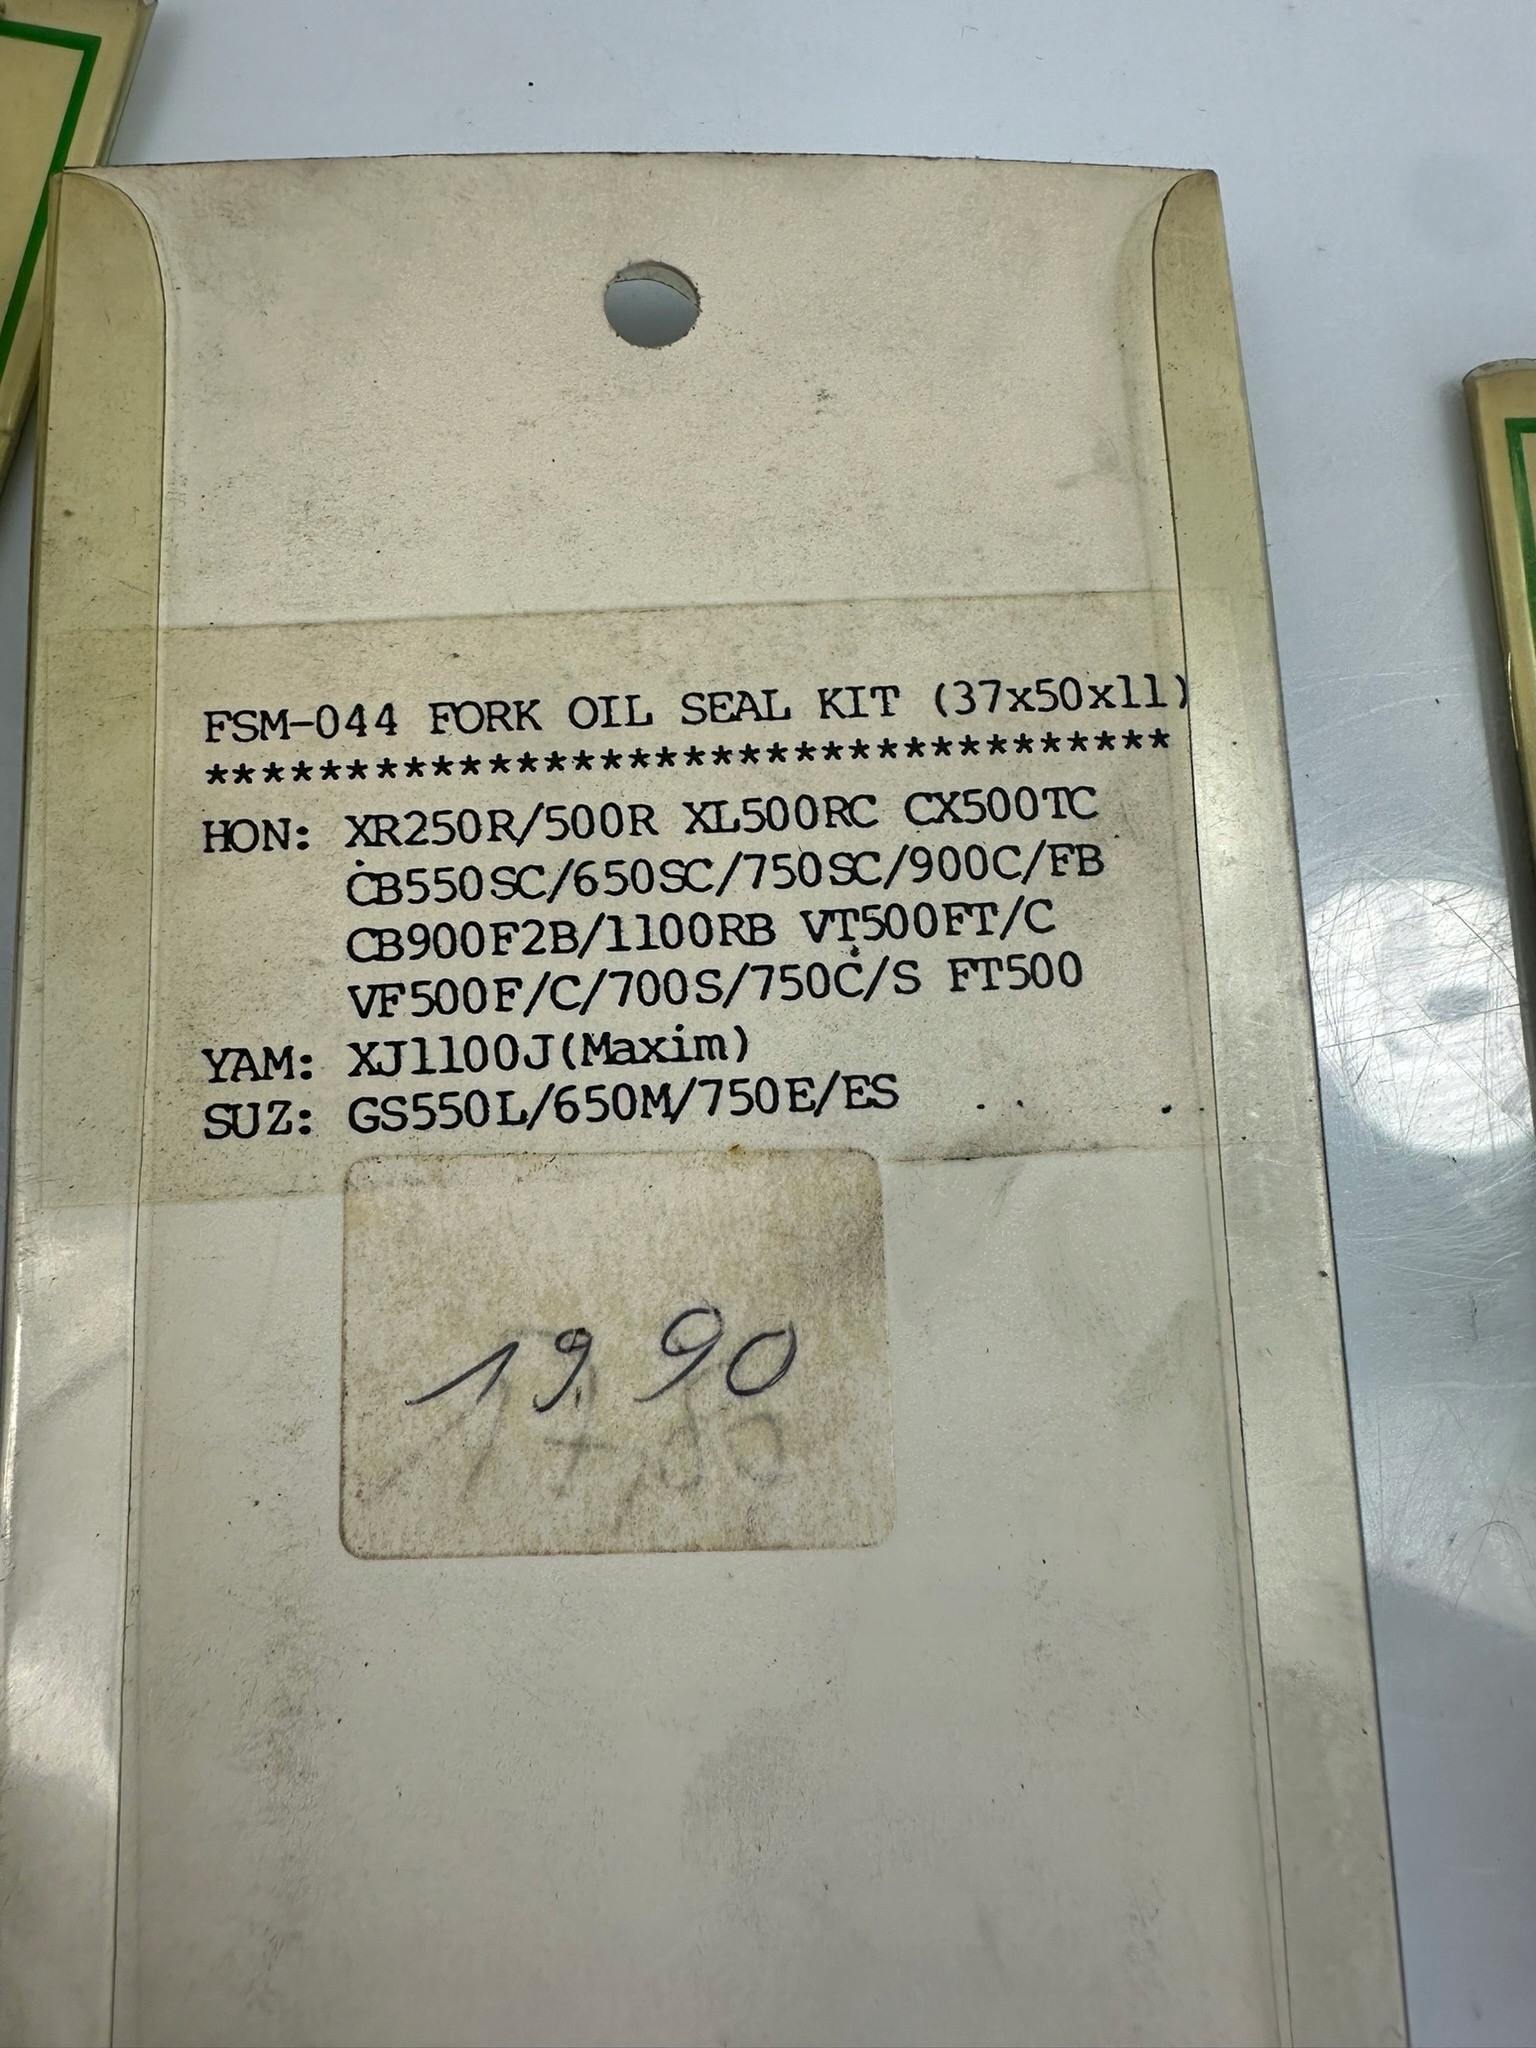 FSM-044 FORK OIL SEAL KIT (37x50x11)
**********************************
HON: XR250R/500R XL500RC CX500TC
CB550SC/650SC/750SC/900C/FB
CB900F2B/1100RB VT500FT/C
VF500F/C/700S/750C/S FT500
YAM: XJ1100J(Maxim)
SUZ: GS550L/650M/750E/ES
19 90